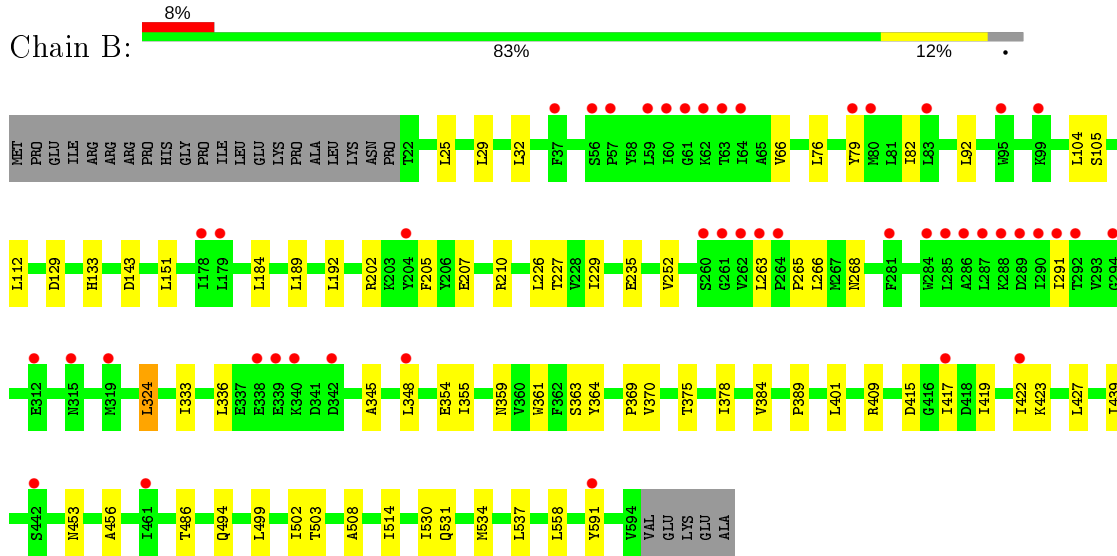 8%
Chain B:
83% 12% •
MET PRO GLU ILE ARG ARG ARG PRO HIS GLY PRO ILE LEU GLU LYS PRO ALA LEU LYS ASN PRO T22 L25 L29 L32 F37 S56 P57 Y58 L59 I60 G61 K62 T63 I64 A65 V66 L76 Y79 M80 L81 I82 L83 L92 W95 K99 L104 S105
L112 D129 H133 D143 L151 I178 L179 L184 L189 L192 R202 K203 Y204 F205 Y206 E207 R210 L226 T227 V228 I229 E235 V252 S260 G261 V262 L263 P264 P265 L266 M267 N268 F281 W284 L285 A286 L287 K288 D289 I290 I291 T292 V293 G294
E312 N315 M319 L324 I333 L336 E337 E338 E339 K340 D341 D342 A345 L348 E354 I355 N359 V360 W361 F362 S363 Y364 P369 V370 T375 I378 V384 P389 L401 R409 D415 G416 I417 D418 I419 I422 K423 L427 I439
S442 N453 A456 I461 T486 Q494 L499 I502 T503 A508 I514 I530 Q531 M534 L537 L558 Y591 V594 VAL GLU LYS GLU ALA